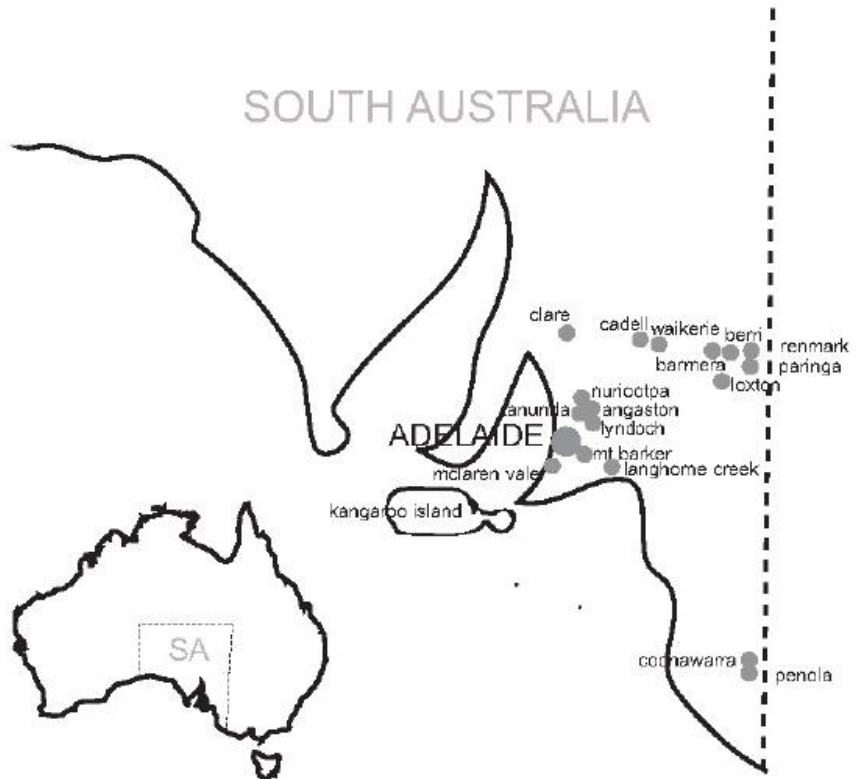 SOUTH AUSTRALIA
clare
cadell
waikerie
berri
renmark
barmera
paringa
loxton
nuriootpa
tanunda
angaston
lyndoch
ADELAIDE
mt barker
mclaren vale
langhorne creek
kangaroo island
SA
coonawarra
penola